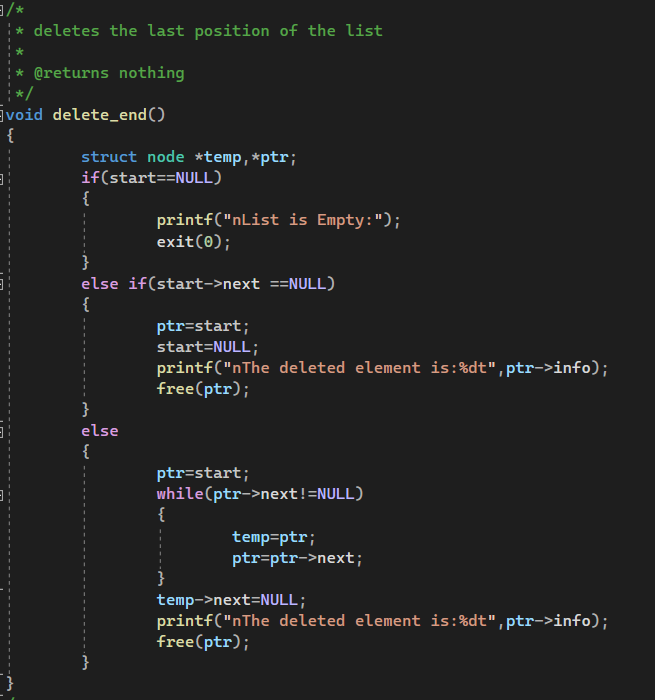 /*
 * deletes the last position of the list
 *
 * @returns nothing
 */
void delete_end()
{
        struct node *temp,*ptr;
        if(start==NULL)
        {
                printf("nList is Empty:");
                exit(0);
        }
        else if(start->next ==NULL)
        {
                ptr=start;
                start=NULL;
                printf("nThe deleted element is:%dt",ptr->info);
                free(ptr);
        }
        else
        {
                ptr=start;
                while(ptr->next!=NULL)
                {
                        temp=ptr;
                        ptr=ptr->next;
                }
                temp->next=NULL;
                printf("nThe deleted element is:%dt",ptr->info);
                free(ptr);
        }
}